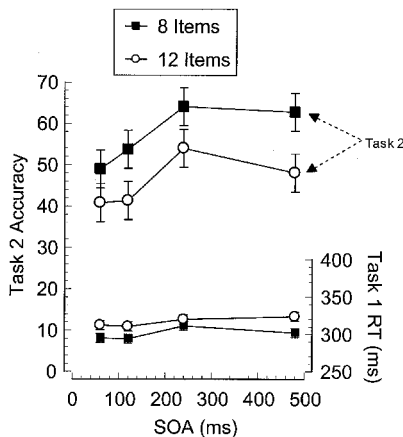 8 Items
12 Items
70
60
50
40
30
20
10
0
Task 2 Accuracy
Task 2
400
350
300
250
Task 1 RT
(ms)
0 100 200 300 400 500
SOA (ms)